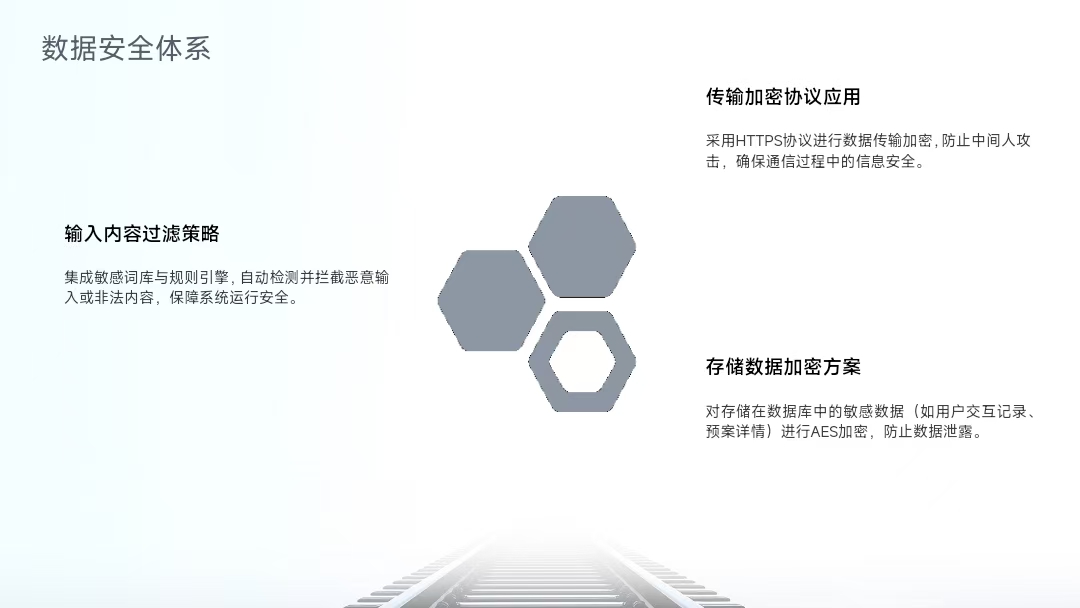 数据安全体系
传输加密协议应用
采用HTTPS协议进行数据传输加密,防止中间人攻
击，确保通信过程中的信息安全。
输入内容过滤策略
集成敏感词库与规则引擎,自动检测并拦截恶意输
入或非法内容，保障系统运行安全。
存储数据加密方案
对存储在数据库中的敏感数据（如用户交互记录、
预案详情）进行AES加密，防止数据泄露。